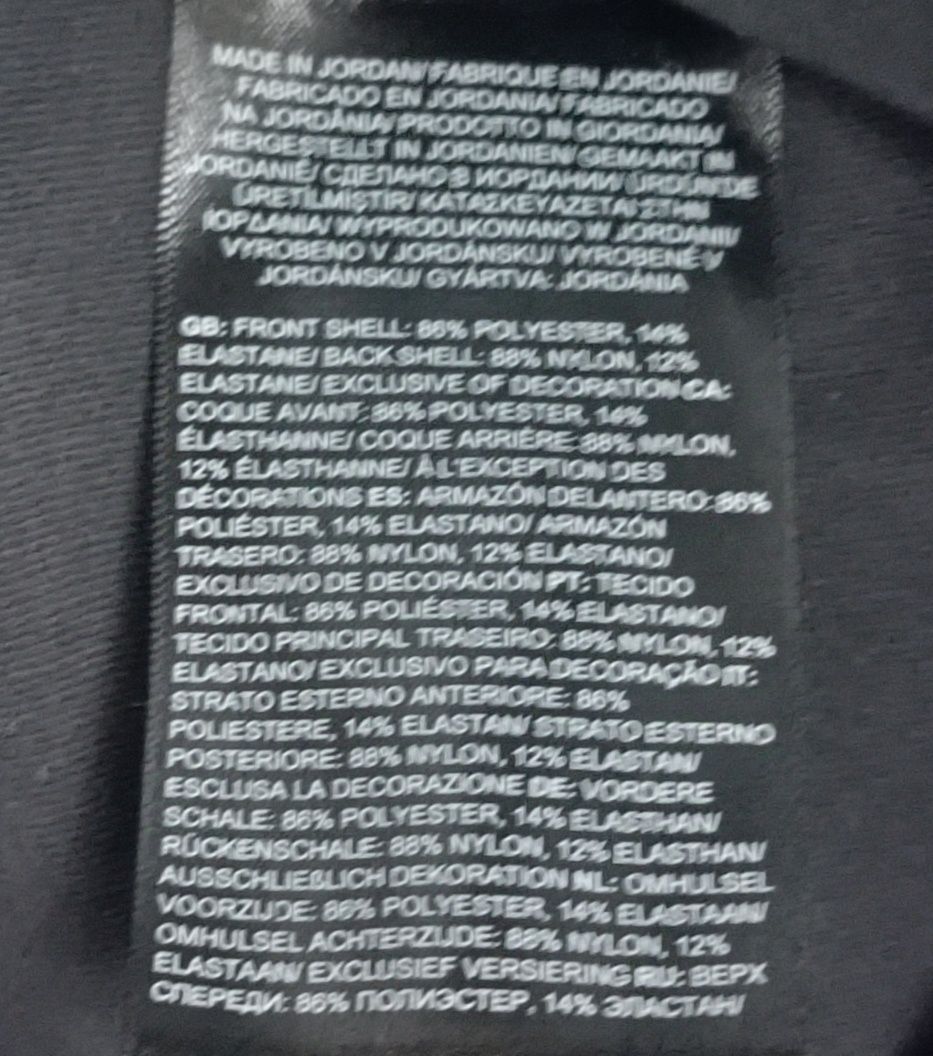 MADE IN JORDAN/ FABRIQUE EN JORDANIE/
FABRICADO EN JORDANIA/ FABRICADO
NA JORDÂNIA/ PRODOTTO IN GIORDANIA/
HERGESTELLT IN JORDANIEN/ GEMAAKT IN
JORDANIË/ СДЕЛАНО В ИОРДАНИИ/ ÜRDÜN'DE
ÜRETİLMİŞTİR/ ΚΑΤΑΣΚΕΥΑΖΕΤΑΙ ΣΤΗΝ
ΙΟΡΔΑΝΙΑ/ WYPRODUKOWANO W JORDANII/
VYROBENO V JORDÁNSKU/ VYROBENÉ V
JORDÁNSKU/ GYÁRTVA: JORDÁNIA
GB: FRONT SHELL: 86% POLYESTER, 14%
ELASTANE/ BACK SHELL: 88% NYLON, 12%
ELASTANE/ EXCLUSIVE OF DECORATION CA:
COQUE AVANT: 86% POLYESTER, 14%
ÉLASTHANNE/ COQUE ARRIÈRE: 88% NYLON,
12% ÉLASTHANNE/ À L'EXCEPTION DES
DÉCORATIONS ES: ARMAZÓN DELANTERO: 86%
POLIÉSTER, 14% ELASTANO/ ARMAZÓN
TRASERO: 88% NYLON, 12% ELASTANO/
EXCLUSIVO DE DECORACIÓN PT: TECIDO
FRONTAL: 86% POLIÉSTER, 14% ELASTANO/
TECIDO PRINCIPAL TRASEIRO: 88% NYLON, 12%
ELASTANO/ EXCLUSIVO PARA DECORAÇÃO IT:
STRATO ESTERNO ANTERIORE: 86%
POLIESTERE, 14% ELASTAN/ STRATO ESTERNO
POSTERIORE: 88% NYLON, 12% ELASTAN/
ESCLUSA LA DECORAZIONE DE: VORDERE
SCHALE: 86% POLYESTER, 14% ELASTHAN/
RÜCKENSCHALE: 88% NYLON, 12% ELASTHAN/
AUSSCHLIEßLICH DEKORATION NL: OMHULSEL
VOORZIJDE: 86% POLYESTER, 14% ELASTAAN/
OMHULSEL ACHTERZIJDE: 88% NYLON, 12%
ELASTAAN/ EXCLUSIEF VERSIERING RU: ВЕРХ
СПЕРЕДИ: 86% ПОЛИЭСТЕР, 14% ЭЛАСТАН/